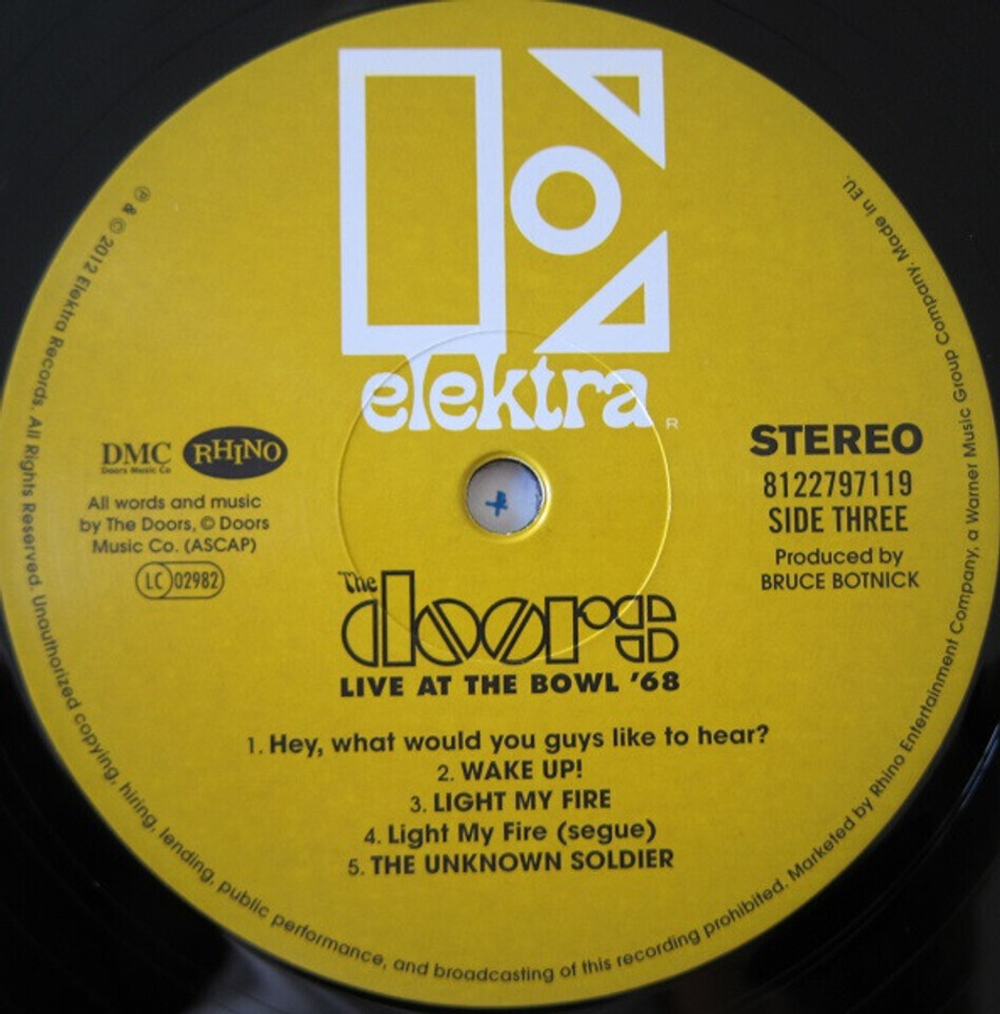 elektra
R
DMC
Doors Music Co
RHINO
All words and music
by The Doors, © Doors
Music Co. (ASCAP)
LC 02982
STEREO
8122797119
SIDE THREE
Produced by
BRUCE BOTNICK
The
doors
LIVE AT THE BOWL '68
1. Hey, what would you guys like to hear?
2. WAKE UP!
3. LIGHT MY FIRE
4. Light My Fire (segue)
5. THE UNKNOWN SOLDIER
℗ & © 2012 Elektra Records. All Rights Reserved. Unauthorized copying, hiring, lending, public performance, and broadcasting of this recording prohibited. Marketed by Rhino Entertainment Company, a Warner Music Group Company. Made in EU.